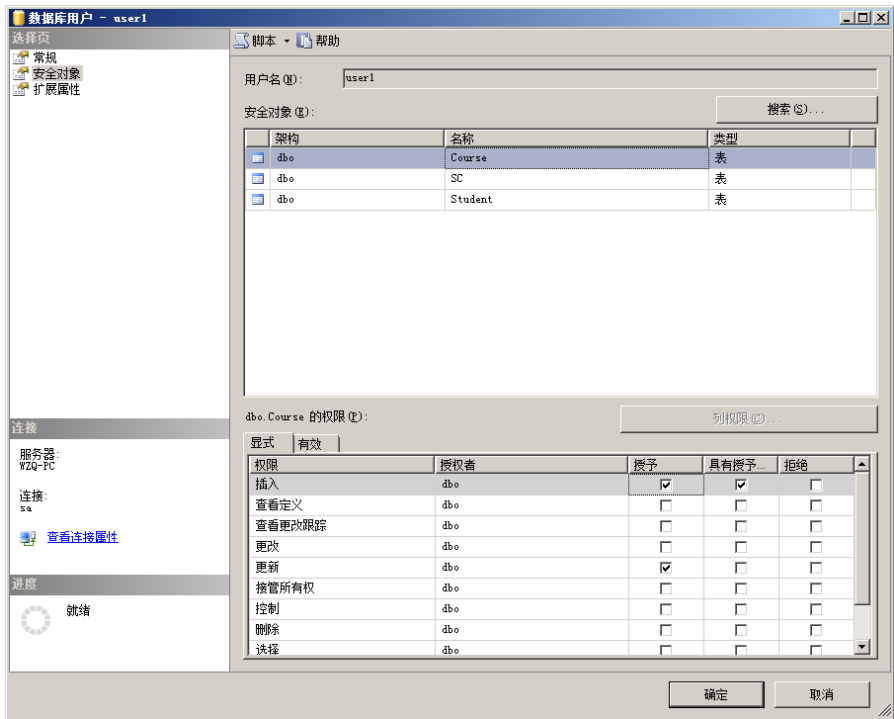 数据库用户 - user1
选择页
常规
安全对象
扩展属性
脚本 帮助
用户名(N): user1
安全对象(E): 搜索(S)...
架构 名称 类型
dbo Course 表
dbo SC 表
dbo Student 表
dbo.Course 的权限(P): 列权限(C)...
显式 有效
权限 授权者 授予 具有授予... 拒绝
插入 dbo
查看定义 dbo
查看更改跟踪 dbo
更改 dbo
更新 dbo
接管所有权 dbo
控制 dbo
删除 dbo
选择 dbo
连接
服务器:
WZQ-PC
连接:
sa
查看连接属性
进度
就绪
确定 取消